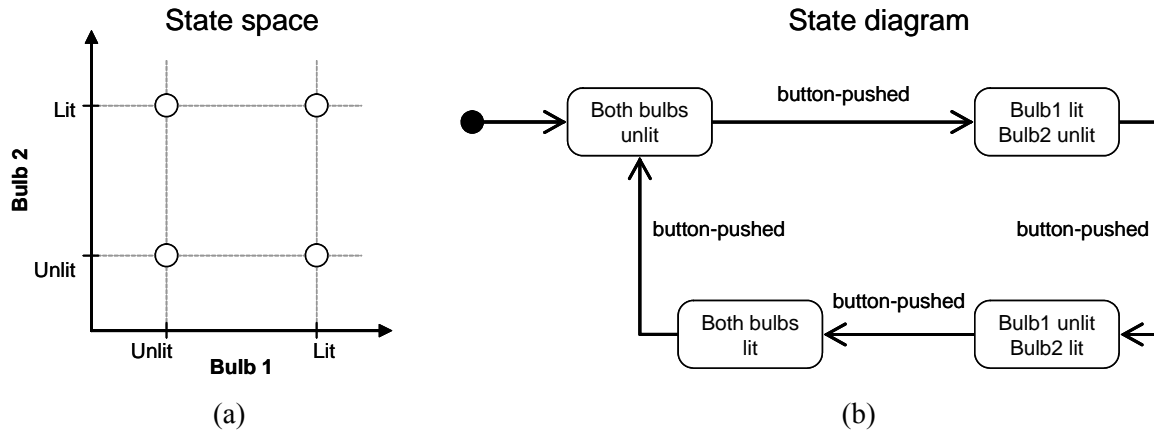 State space
Lit
Unlit
Bulb 2
Unlit
Lit
Bulb 1
(a)
State diagram
Both bulbs
unlit
button-pushed
Bulb1 lit
Bulb2 unlit
button-pushed
button-pushed
Both bulbs
lit
button-pushed
Bulb1 unlit
Bulb2 lit
(b)